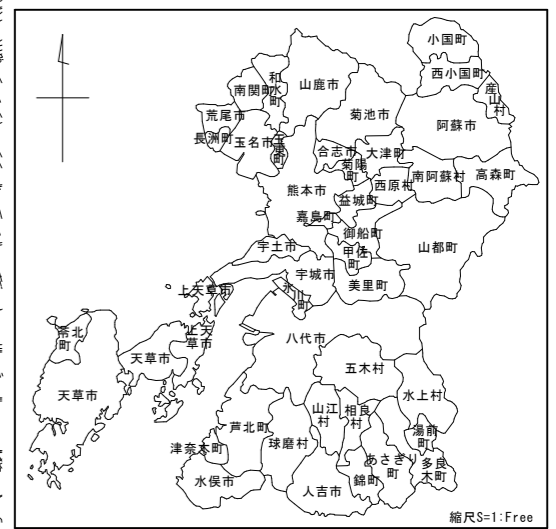 小国町
西小国町
産山村
南関町
和水町
山鹿市
菊池市
阿蘇市
荒尾市
長洲町
玉名市
玉東町
合志市
菊陽町
大津町
熊本市
西原村
南阿蘇村
高森町
益城町
嘉島町
御船町
甲佐町
山都町
宇土市
宇城市
美里町
上天草市
氷川町
上天草市
八代市
苓北町
天草市
天草市
五木村
水上村
山江村
相良村
芦北町
球磨村
湯前町
あさぎり町
多良木町
津奈木町
水俣市
人吉市
錦町
縮尺S=1:Free